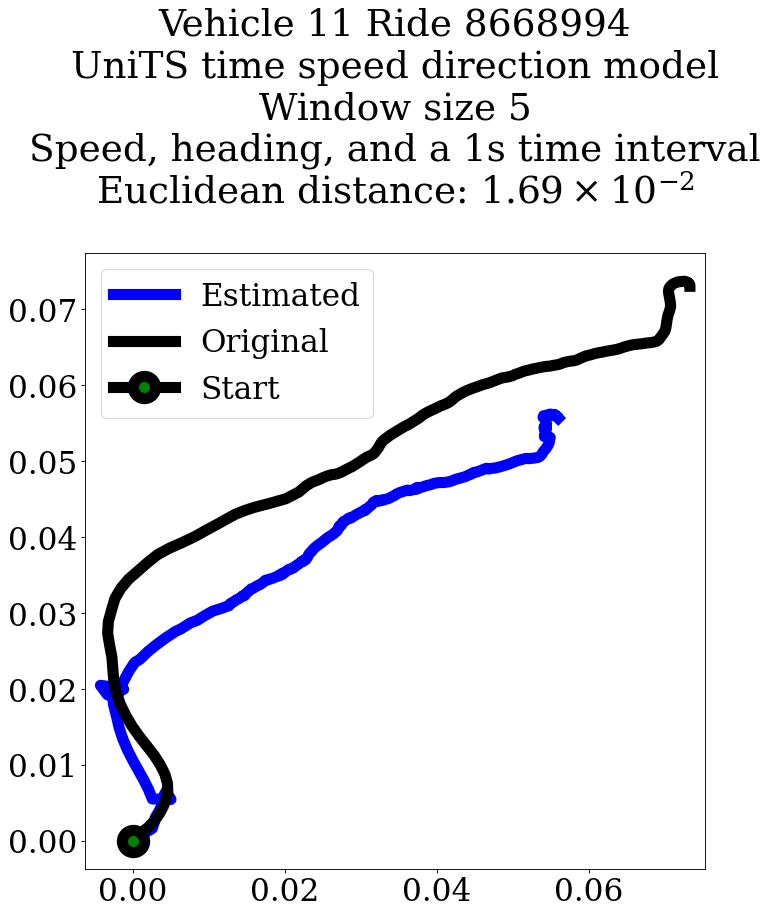 Vehicle 11 Ride 8668994
UniTS time speed direction model
Window size 5
Speed, heading, and a 1s time interval
Euclidean distance: 1.69 × 10⁻²
Estimated
Original
Start
0.07
0.06
0.05
0.04
0.03
0.02
0.01
0.00
0.00 0.02 0.04 0.06